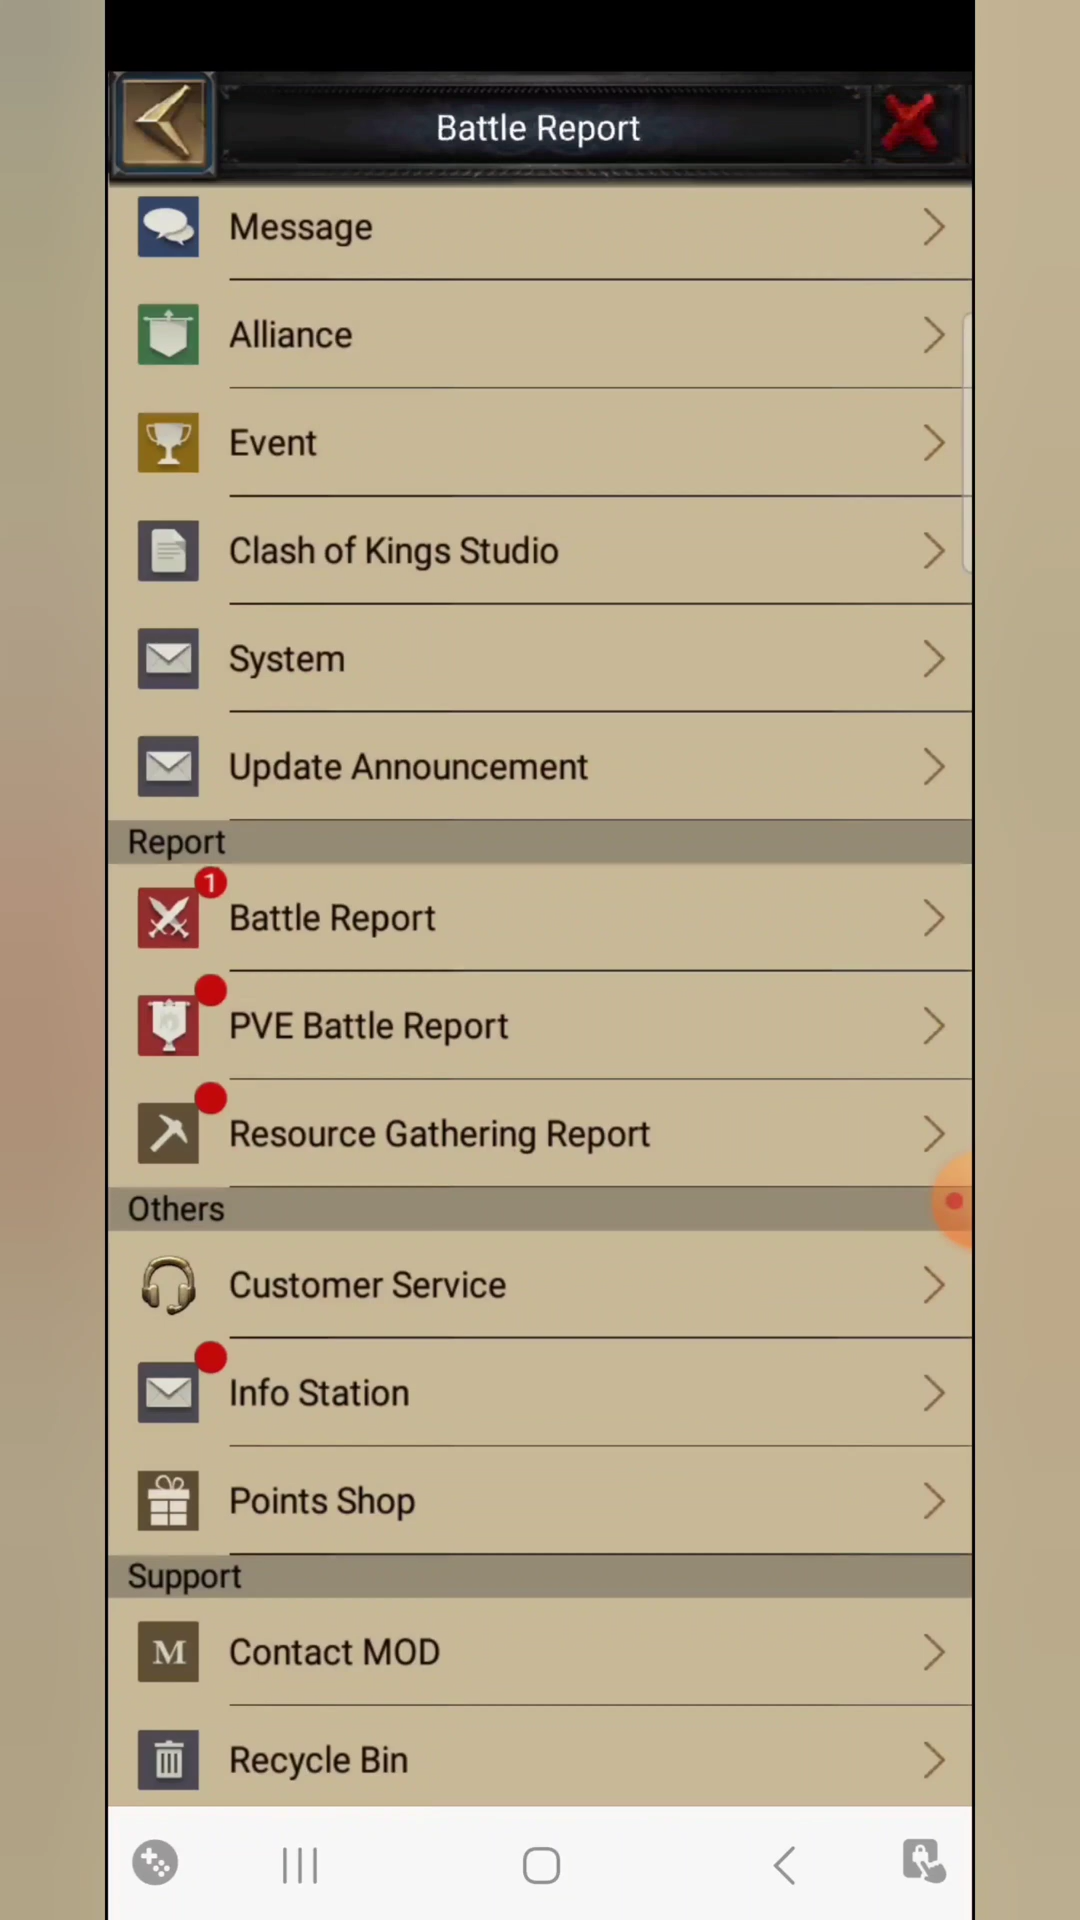 Battle Report
Message
Alliance
Event
Clash of Kings Studio
System
Update Announcement
Report
1
Battle Report
PVE Battle Report
Resource Gathering Report
Others
Customer Service
Info Station
Points Shop
Support
M
Contact MOD
Recycle Bin